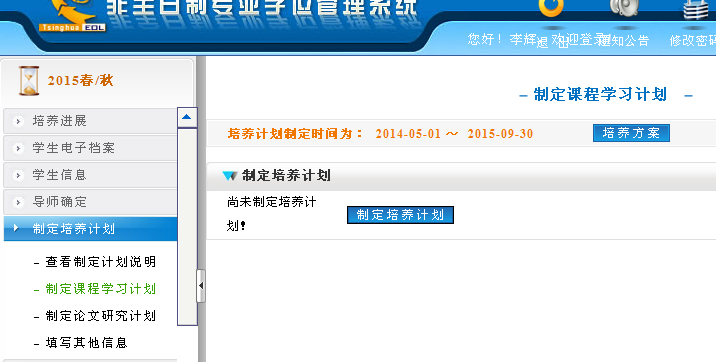 非全日制专业学位管理系统
Tsinghua EDL
您好！李辉，欢迎登录
通知公告
修改密码
2015春/秋
培养进展
学生电子档案
学生信息
导师确定
制定培养计划
– 查看制定计划说明
– 制定课程学习计划
– 制定论文研究计划
– 填写其他信息
– 制定课程学习计划 –
培养计划制定时间为： 2014-05-01 ～ 2015-09-30
培养方案
制定培养计划
尚未制定培养计
划！
制定培养计划